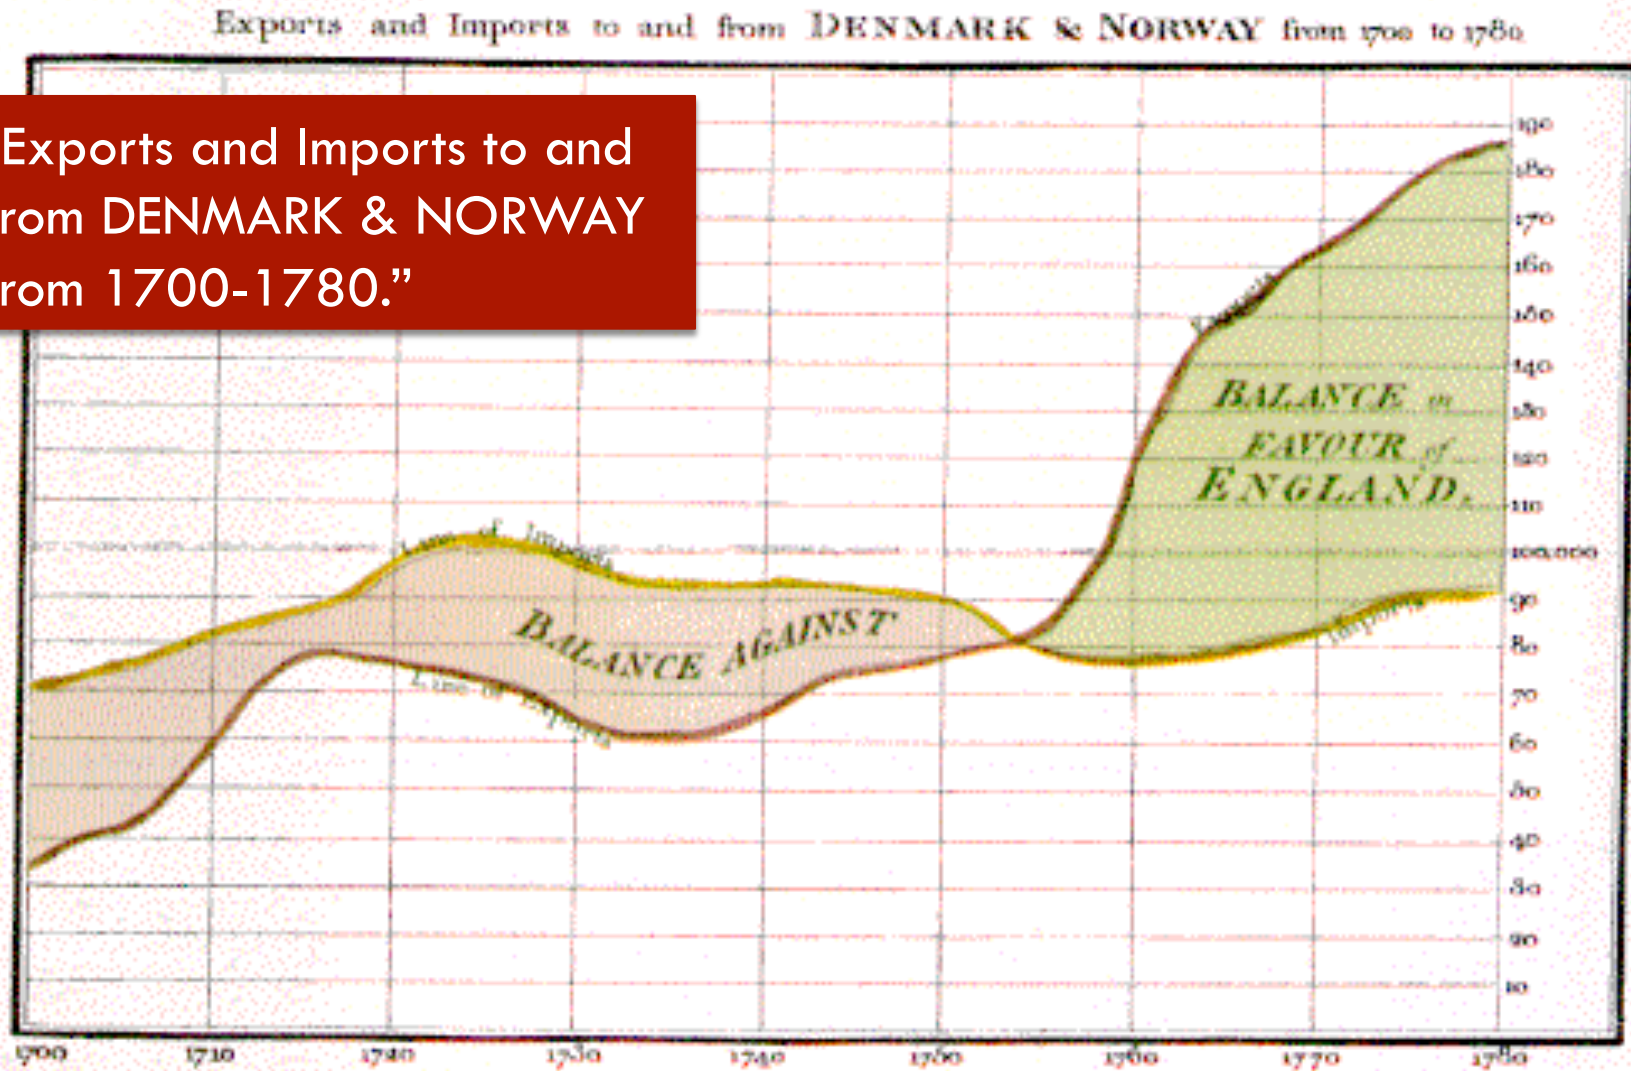 Exports and Imports to and from DENMARK & NORWAY from 1700 to 1780
Exports and Imports to and
rom DENMARK & NORWAY
rom 1700-1780.”
190
180
170
160
150
140
130
120
110
100,000
90
80
70
60
50
40
30
20
10
Exports
BALANCE in
FAVOUR of
ENGLAND.
Line of Imports
BALANCE AGAINST
Line of Exports
Imports
1700
1710
1720
1730
1740
1750
1760
1770
1780